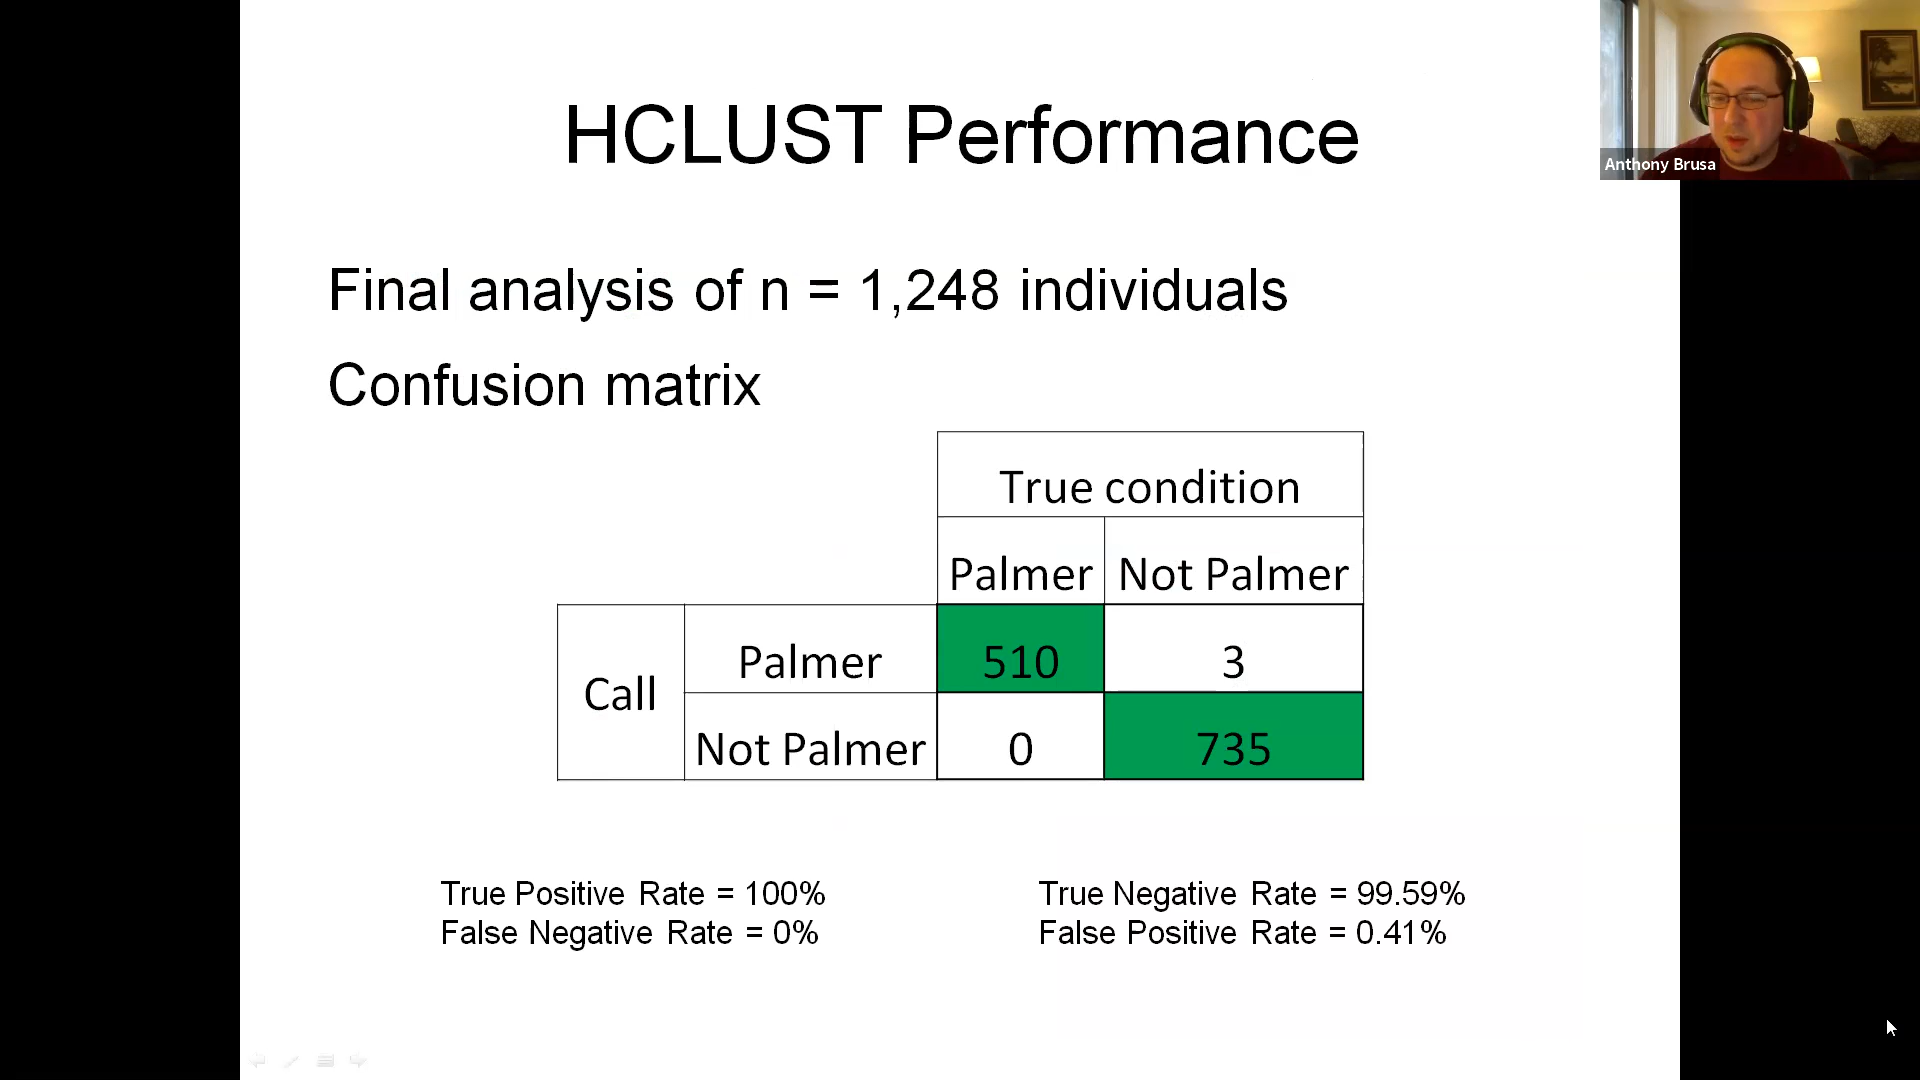 HCLUST Performance
Anthony Brusa
Final analysis of n = 1,248 individuals
Confusion matrix
True condition
Palmer Not Palmer
Call Palmer 510 3
Not Palmer 0 735
True Positive Rate = 100%
False Negative Rate = 0%
True Negative Rate = 99.59%
False Positive Rate = 0.41%